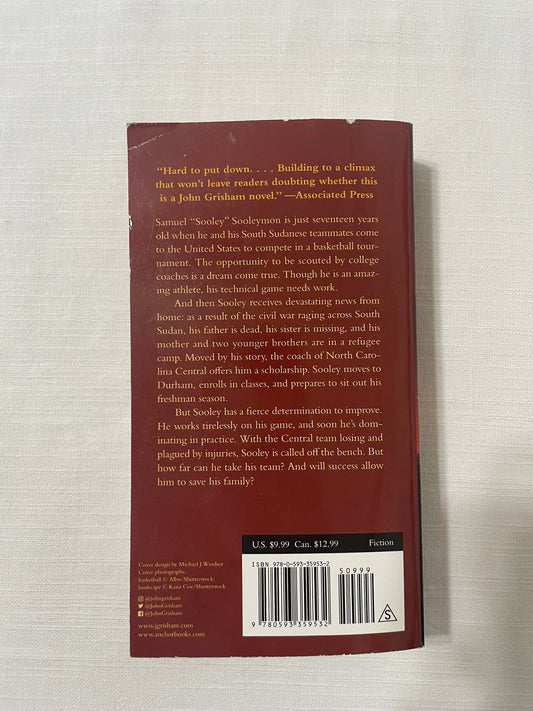 “Hard to put down. . . . Building to a climax
that won’t leave readers doubting whether this
is a John Grisham novel.” —Associated Press
Samuel “Sooley” Sooleymon is just seventeen years
old when he and his South Sudanese teammates come
to the United States to compete in a basketball tour-
nament. The opportunity to be scouted by college
coaches is a dream come true. Though he is an amaz-
ing athlete, his technical game needs work.
And then Sooley receives devastating news from
home: as a result of the civil war raging across South
Sudan, his father is dead, his sister is missing, and his
mother and two younger brothers are in a refugee
camp. Moved by his story, the coach of North Caro-
lina Central offers him a scholarship. Sooley moves to
Durham, enrolls in classes, and prepares to sit out his
freshman season.
But Sooley has a fierce determination to improve.
He works tirelessly on his game, and soon he’s dom-
inating in practice. With the Central team losing and
plagued by injuries, Sooley is called off the bench. But
how far can he take his team? And will success allow
him to save his family?
U.S. $9.99 Can. $12.99 Fiction
ISBN 978-0-593-35953-2
50999
9 780593 359532
S
Cover design by Michael J. Windsor
Cover photographs:
basketball © Albo/Shutterstock;
landscape © Kanu Coe/Shutterstock
@johngrisham
@JohnGrisham
@JohnGrisham
www.jgrisham.com
www.anchorbooks.com